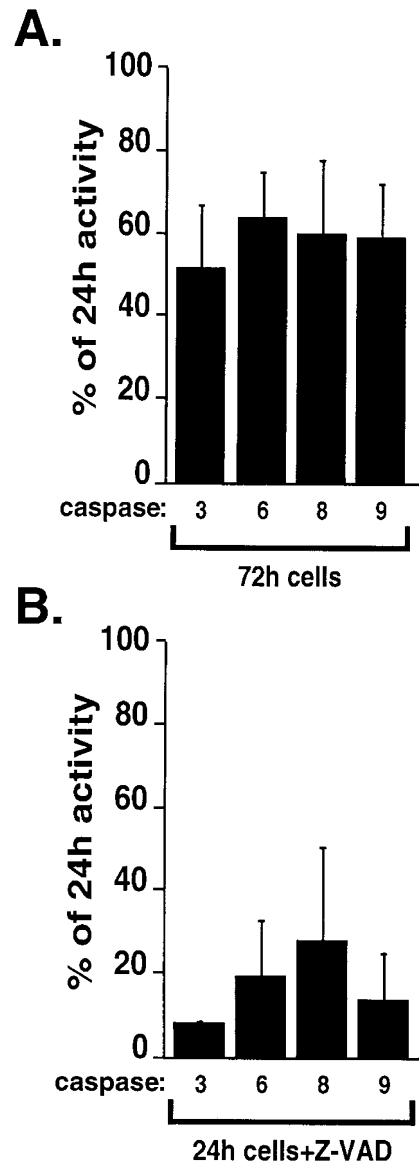 A.
% of 24h activity
100
80
60
40
20
0
caspase: 3 6 8 9
72h cells
B.
% of 24h activity
100
80
60
40
20
0
caspase: 3 6 8 9
24h cells+Z-VAD